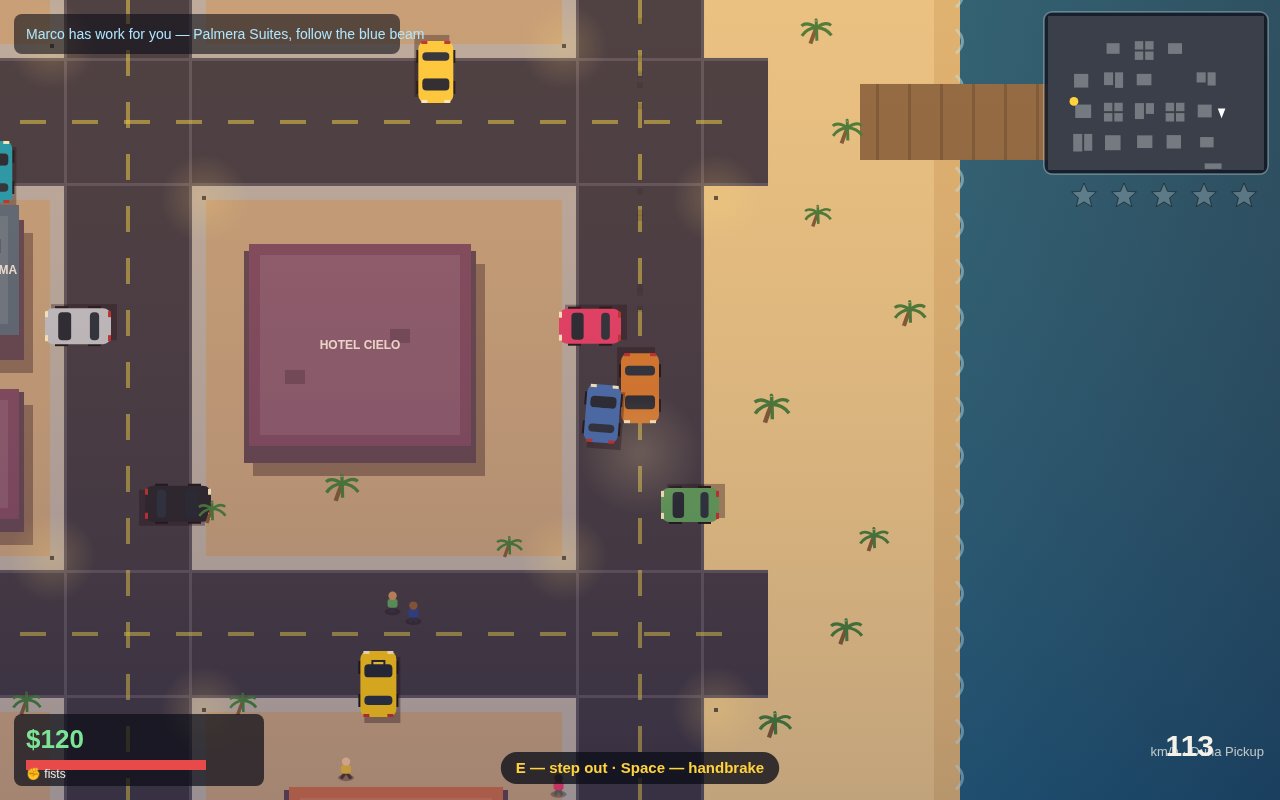 Marco has work for you — Palmera Suites, follow the blue beam
MA
HOTEL CIELO
$120
✊ fists
E — step out · Space — handbrake
113
Pickup